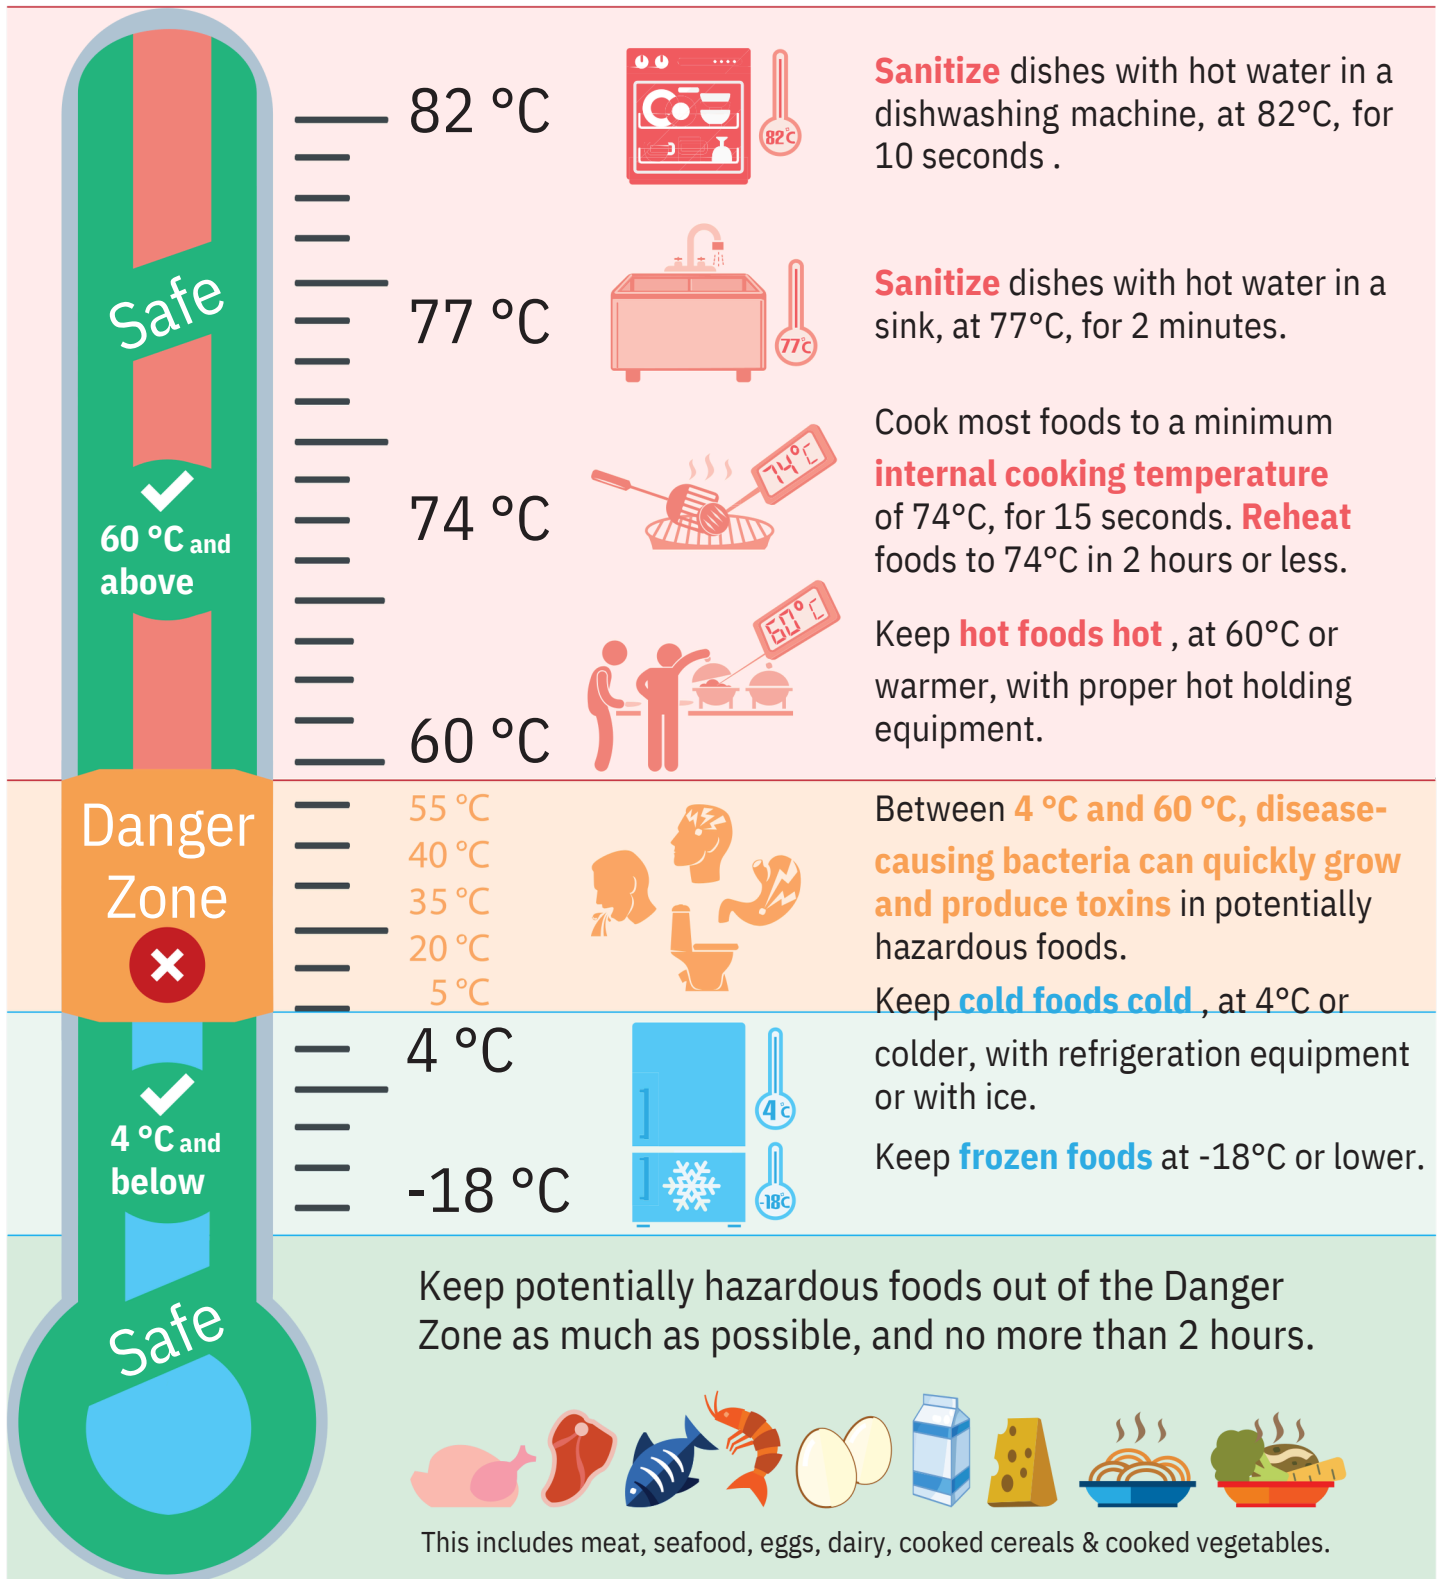 82 °C
82°C
Sanitize dishes with hot water in a
dishwashing machine, at 82°C, for
10 seconds .
Safe
77 °C
77°C
Sanitize dishes with hot water in a
sink, at 77°C, for 2 minutes.
60 °C and
above
74 °C
74°C
Cook most foods to a minimum
internal cooking temperature
of 74°C, for 15 seconds. Reheat
foods to 74°C in 2 hours or less.
60 °C
60°C
Keep hot foods hot , at 60°C or
warmer, with proper hot holding
equipment.
Danger
Zone
55 °C
40 °C
35 °C
20 °C
5 °C
Between 4 °C and 60 °C, disease-
causing bacteria can quickly grow
and produce toxins in potentially
hazardous foods.
4 °C and
below
4 °C
4°C
Keep cold foods cold , at 4°C or
colder, with refrigeration equipment
or with ice.
-18 °C
-18°C
Keep frozen foods at -18°C or lower.
Safe
Keep potentially hazardous foods out of the Danger
Zone as much as possible, and no more than 2 hours.
This includes meat, seafood, eggs, dairy, cooked cereals & cooked vegetables.